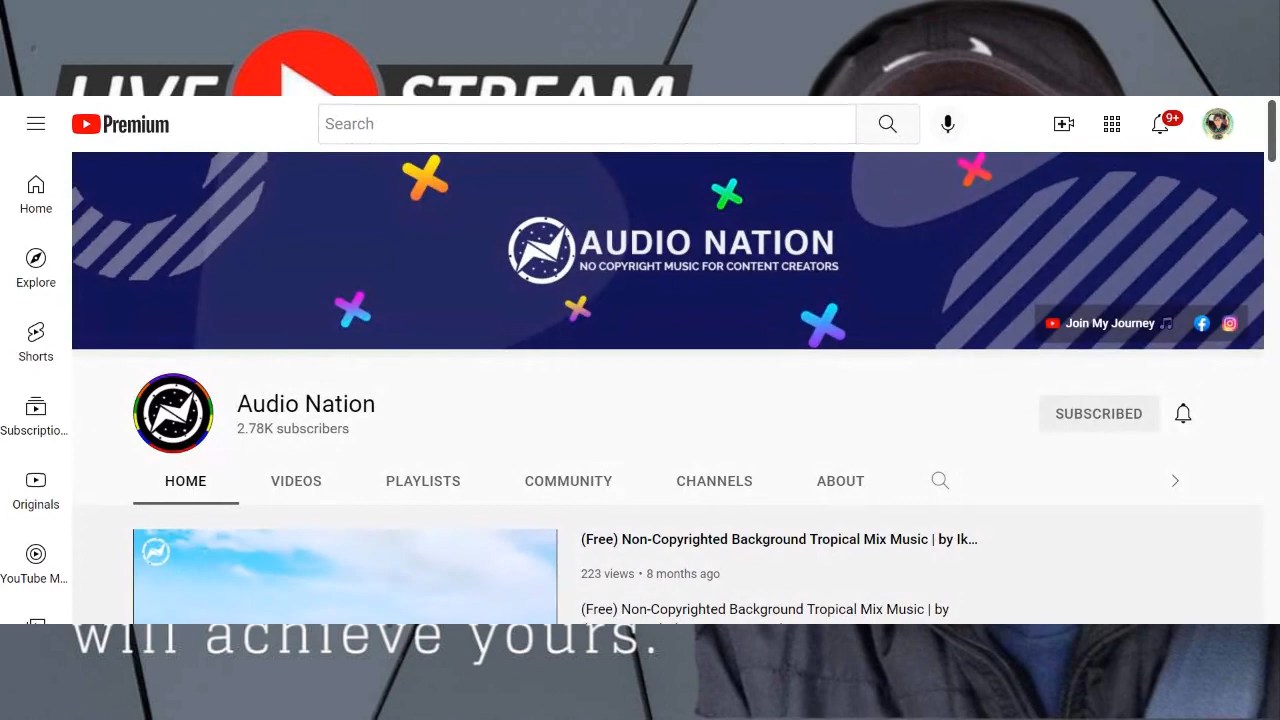 LIVE STREAM
Premium
Search
9+
Home
Explore
Shorts
Subscriptio...
Originals
YouTube M...
AUDIO NATION
NO COPYRIGHT MUSIC FOR CONTENT CREATORS
Join My Journey
Audio Nation
2.78K subscribers
SUBSCRIBED
HOME VIDEOS PLAYLISTS COMMUNITY CHANNELS ABOUT
(Free) Non-Copyrighted Background Tropical Mix Music | by Ik...
223 views • 8 months ago
(Free) Non-Copyrighted Background Tropical Mix Music | by
will achieve yours.